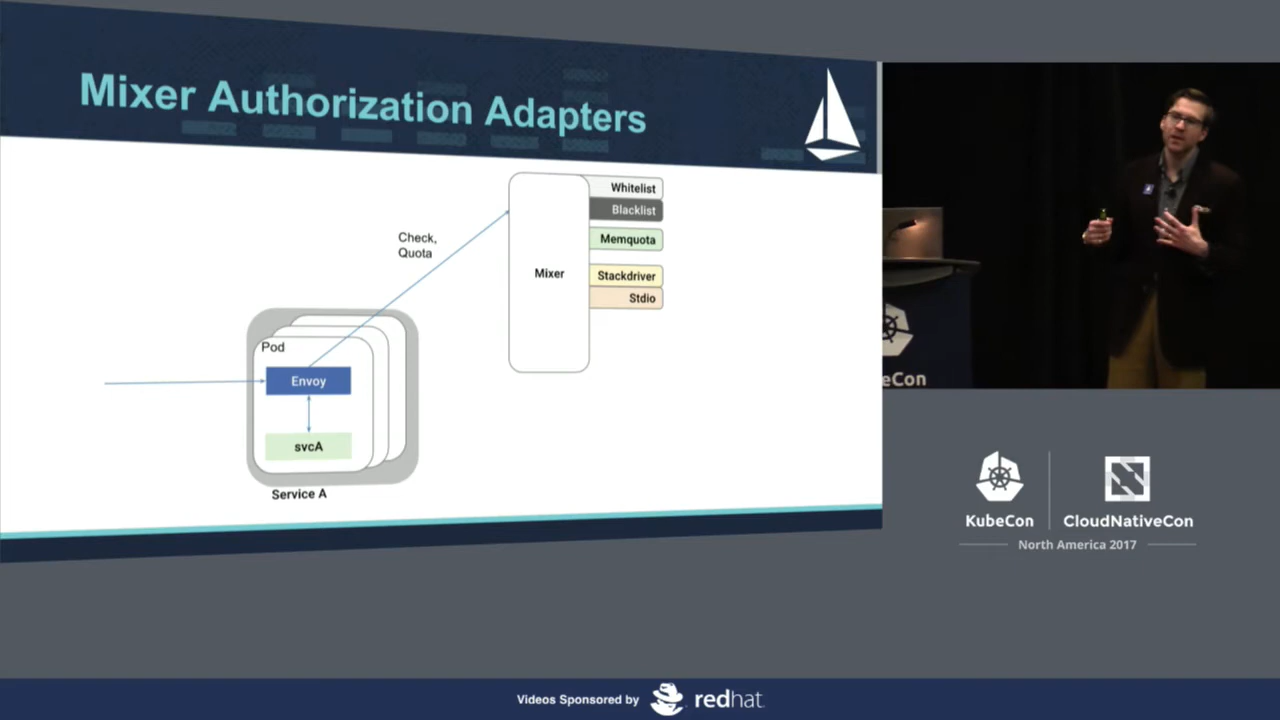 Mixer Authorization Adapters
Whitelist
Blacklist
Check,
Quota
Memquota
Mixer
Stackdriver
Stdio
Pod
Envoy
svcA
Service A
eCon
KubeCon
CloudNativeCon
North America 2017
Videos Sponsored by
redhat